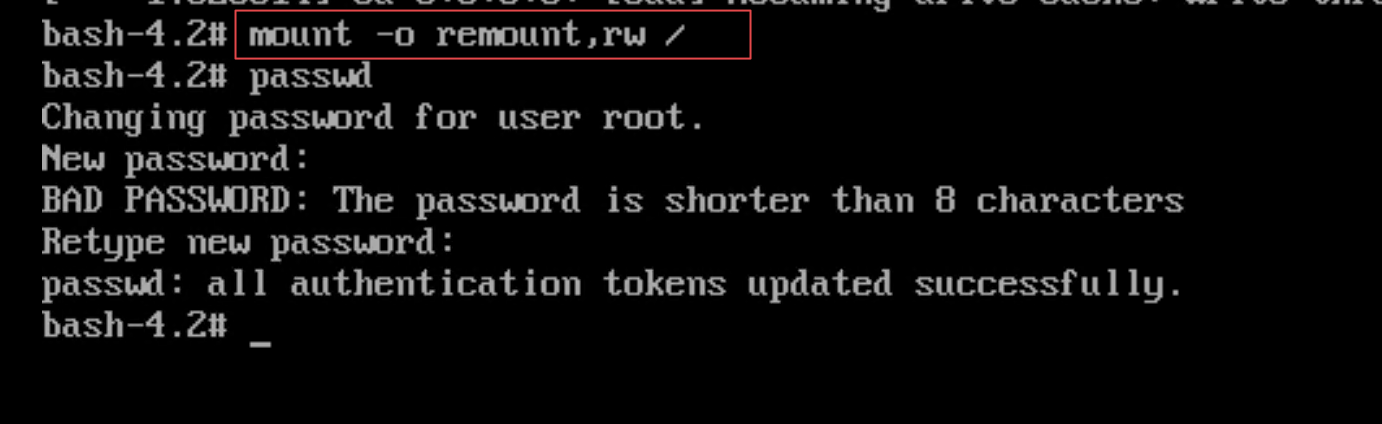 bash-4.2# mount -o remount,rw /
bash-4.2# passwd
Changing password for user root.
New password:
BAD PASSWORD: The password is shorter than 8 characters
Retype new password:
passwd: all authentication tokens updated successfully.
bash-4.2# _